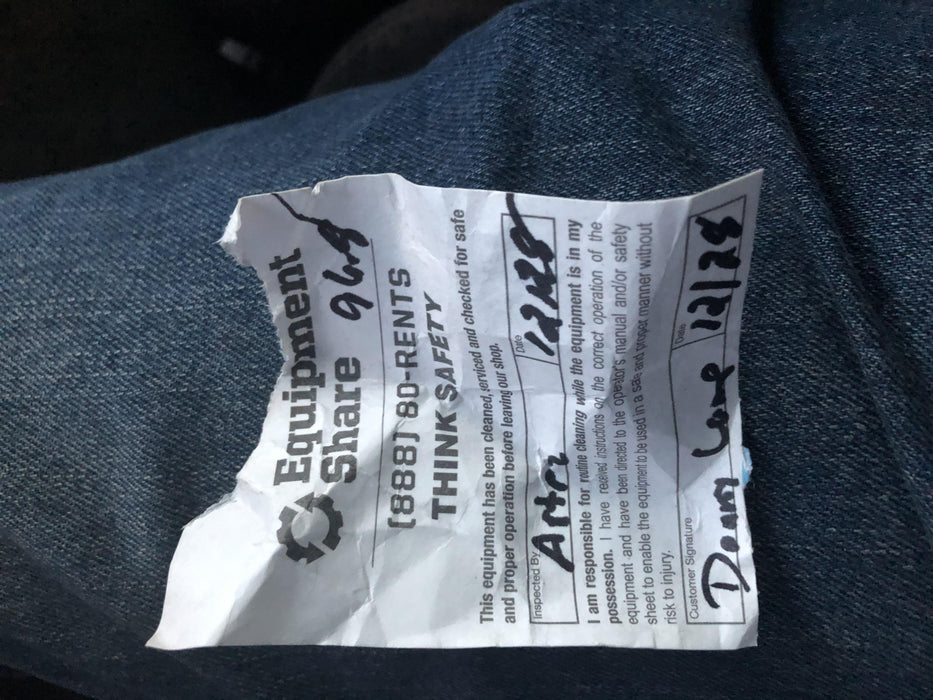 Equipment
Share 96.8
(888) 80-RENTS
THINK SAFETY
This equipment has been cleaned, serviced and checked for safe
and proper operation before leaving our shop.
Inspected By
Date
12/28
I am responsible for routine cleaning while the equipment is in my
possession. I have received instructions on the correct operation of the
equipment and have been directed to the operator's manual and/or safety
sheet to enable the equipment to be used in a safe and proper manner without
risk to injury.
Customer Signature
Date
12/28